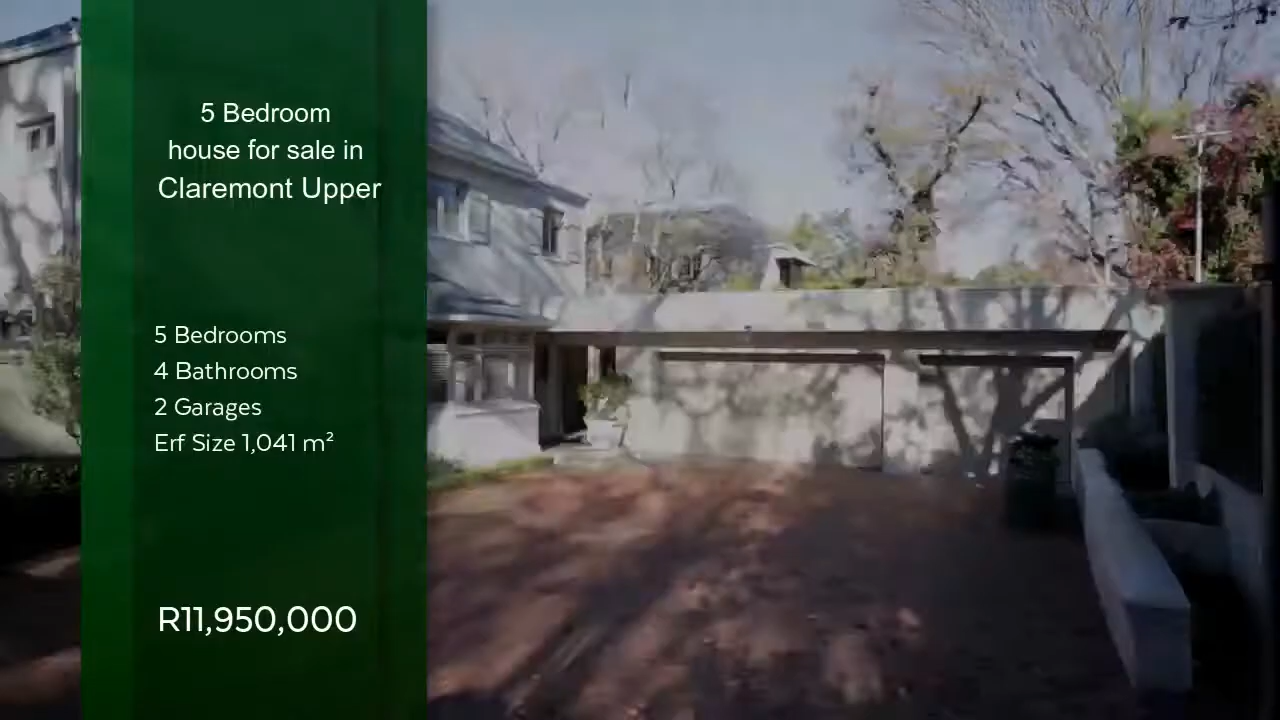 5 Bedroom
house for sale in
Claremont Upper
5 Bedrooms
4 Bathrooms
2 Garages
Erf Size 1,041 m²
R11,950,000